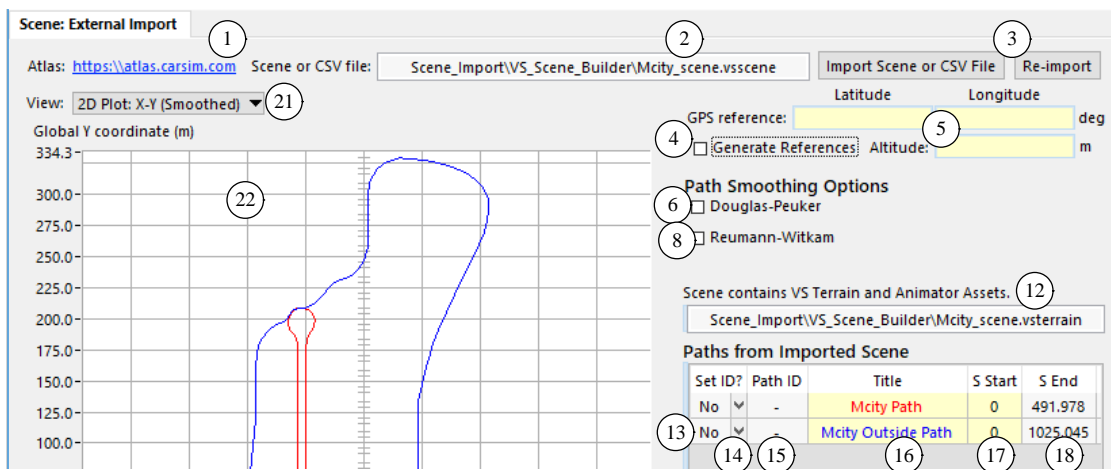 Scene: External Import
1 2 3
Atlas: https:\\atlas.carsim.com Scene or CSV file: Scene_Import\VS_Scene_Builder\Mcity_scene.vsscene Import Scene or CSV File Re-import
View: 2D Plot: X-Y (Smoothed) 21
Latitude Longitude
GPS reference: deg
Global Y coordinate (m)
4 Generate References Altitude: 5 m
334.3
300.0
275.0
250.0
225.0
200.0
175.0
150.0
125.0
100.0
22
Path Smoothing Options
6 Douglas-Peuker
8 Reumann-Witkam
Scene contains VS Terrain and Animator Assets. 12
Scene_Import\VS_Scene_Builder\Mcity_scene.vsterrain
Paths from Imported Scene
Set ID? Path ID Title S Start S End
No - Mcity Path 0 491.978
13 No - Mcity Outside Path 0 1025.045
14 15 16 17 18